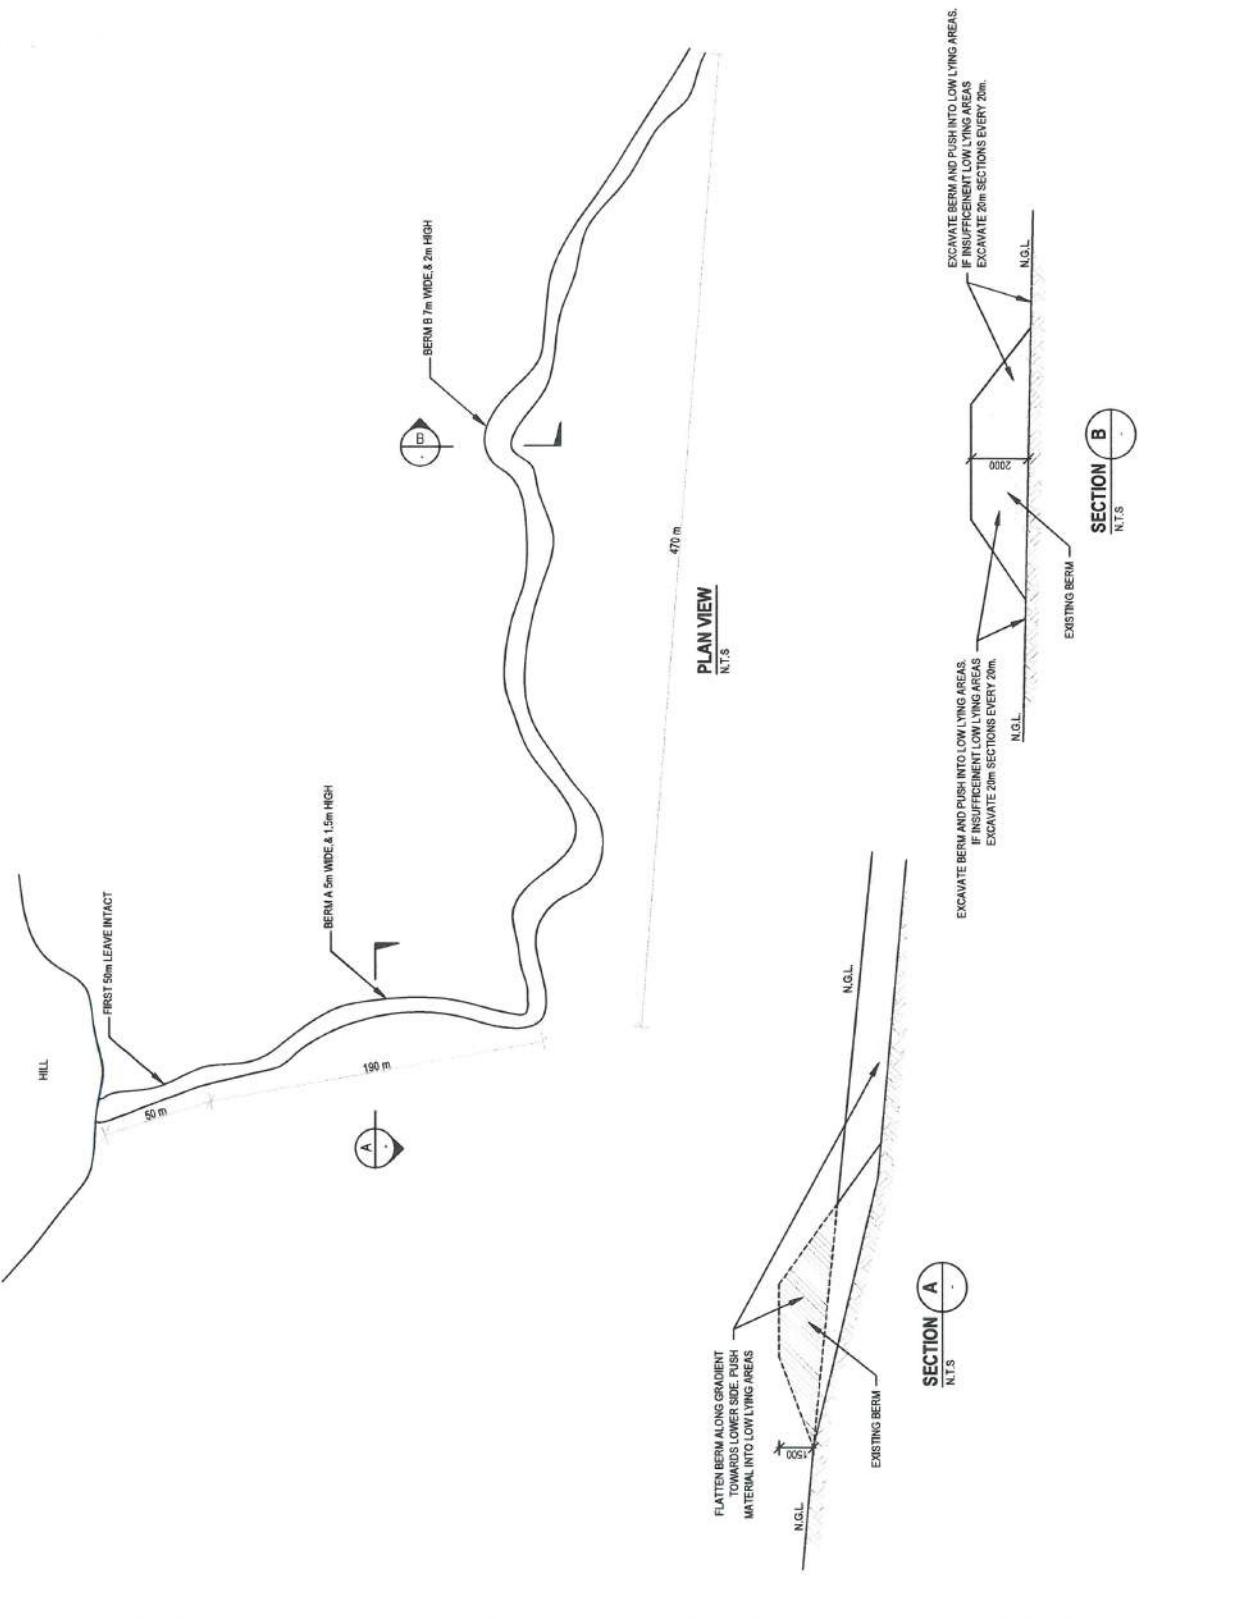 HILL
FIRST 50m LEAVE INTACT
50 m
190 m
BERM A 5m WIDE,& 1.5m HIGH
A
-
BERM B 7m WIDE,& 2m HIGH
B
-
470 m
PLAN VIEW
N.T.S
FLATTEN BERM ALONG GRADIENT
TOWARDS LOWER SIDE. PUSH
MATERIAL INTO LOW LYING AREAS
1500
N.G.L.
N.G.L.
EXISTING BERM
SECTION A
-
N.T.S
EXCAVATE BERM AND PUSH INTO LOW LYING AREAS.
IF INSUFFICEINENT LOW LYING AREAS
EXCAVATE 20m SECTIONS EVERY 20m.
EXCAVATE BERM AND PUSH INTO LOW LYING AREAS.
IF INSUFFICEINENT LOW LYING AREAS
EXCAVATE 20m SECTIONS EVERY 20m.
2000
N.G.L.
N.G.L.
EXISTING BERM
SECTION B
-
N.T.S